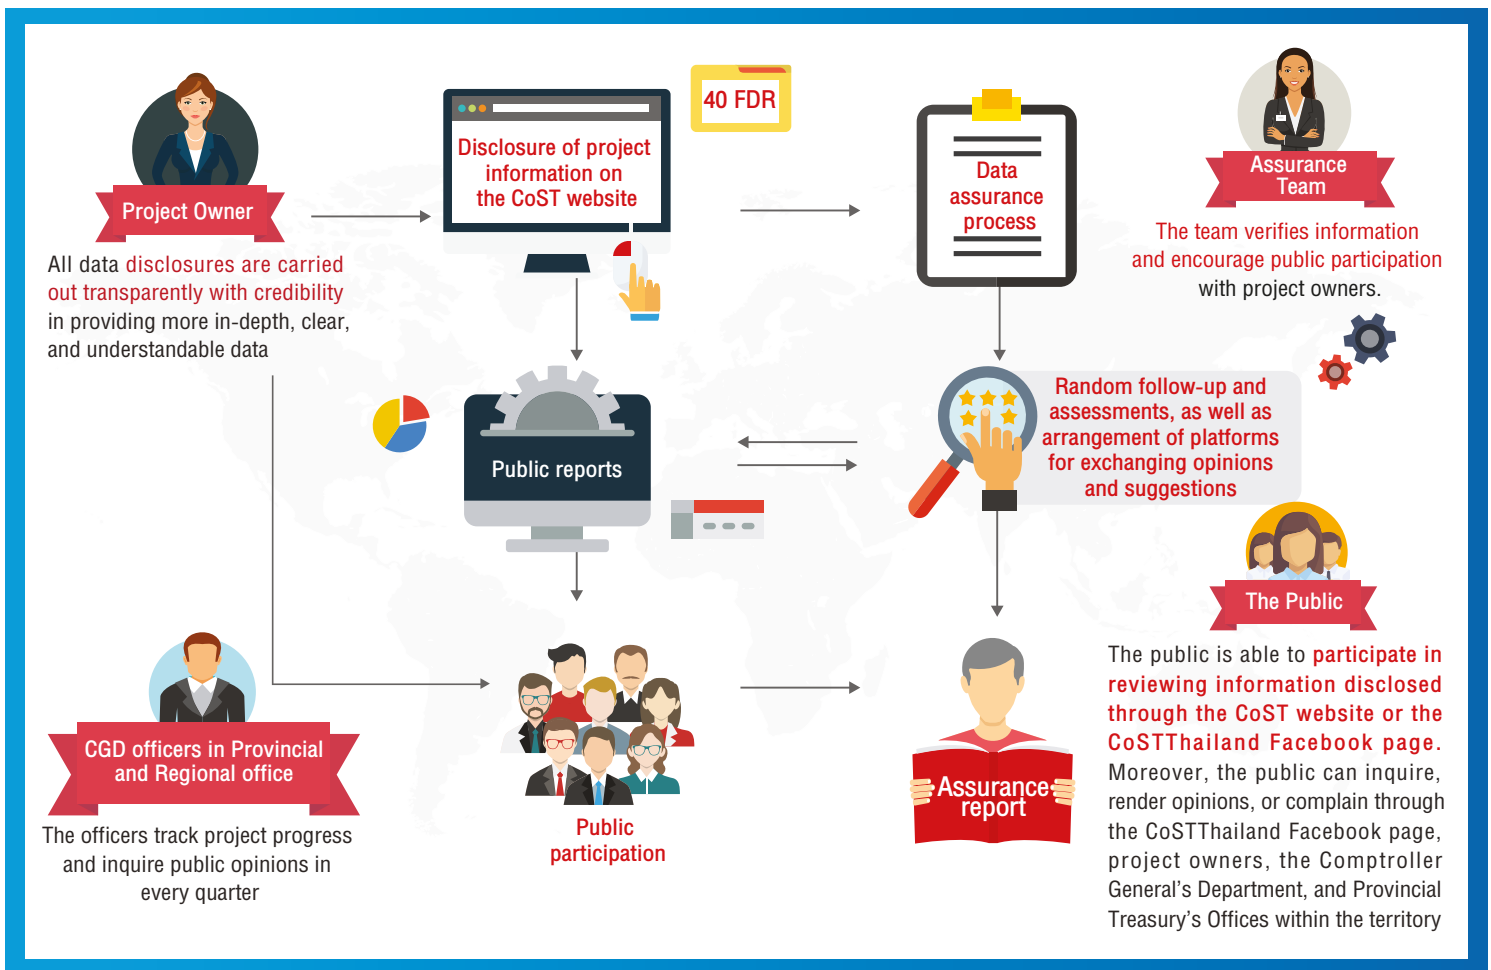 Project Owner
All data disclosures are carried
out transparently with credibility
in providing more in-depth, clear,
and understandable data
Disclosure of project
information on
the CoST website
40 FDR
Data
assurance
process
Assurance
Team
The team verifies information
and encourage public participation
with project owners.
Public reports
Random follow-up and
assessments, as well as
arrangement of platforms
for exchanging opinions
and suggestions
CGD officers in Provincial
and Regional office
The officers track project progress
and inquire public opinions in
every quarter
Public
participation
Assurance
report
The Public
The public is able to participate in
reviewing information disclosed
through the CoST website or the
CoSTThailand Facebook page.
Moreover, the public can inquire,
render opinions, or complain through
the CoSTThailand Facebook page,
project owners, the Comptroller
General's Department, and Provincial
Treasury's Offices within the territory